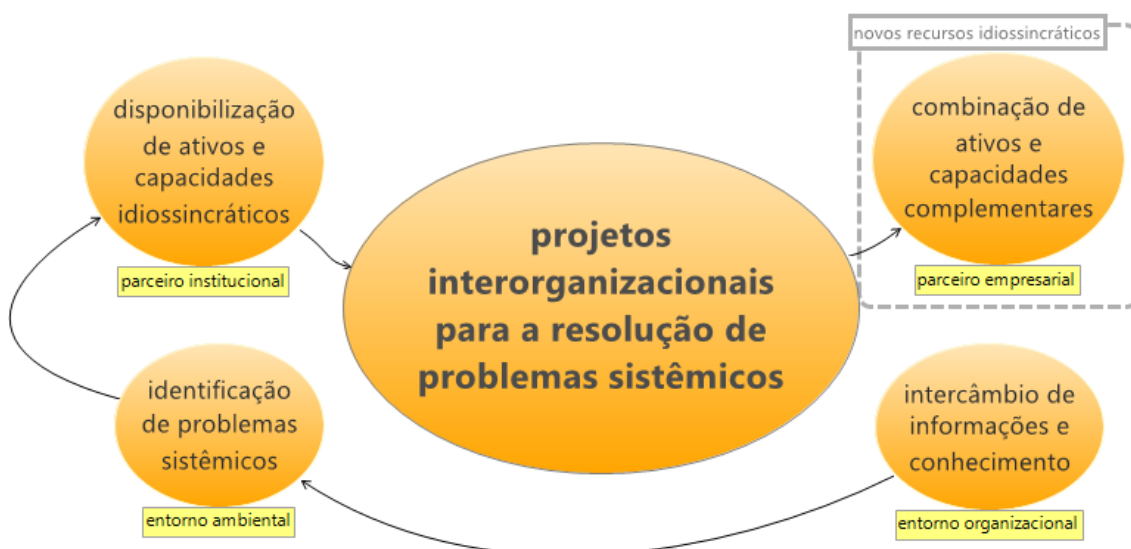 novos recursos idiossincráticos
disponibilização
de ativos e
capacidades
idiossincráticos
parceiro institucional
combinação de
ativos e
capacidades
complementares
parceiro empresarial
projetos
interorganizacionais
para a resolução de
problemas sistêmicos
identificação
de problemas
sistêmicos
entorno ambiental
intercâmbio de
informações e
conhecimento
entorno organizacional